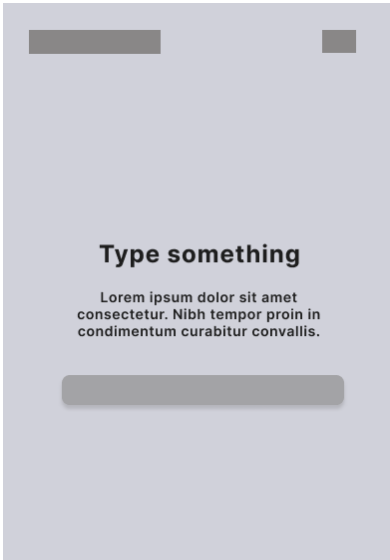 Type something
Lorem ipsum dolor sit amet
consectetur. Nibh tempor proin in
condimentum curabitur convallis.